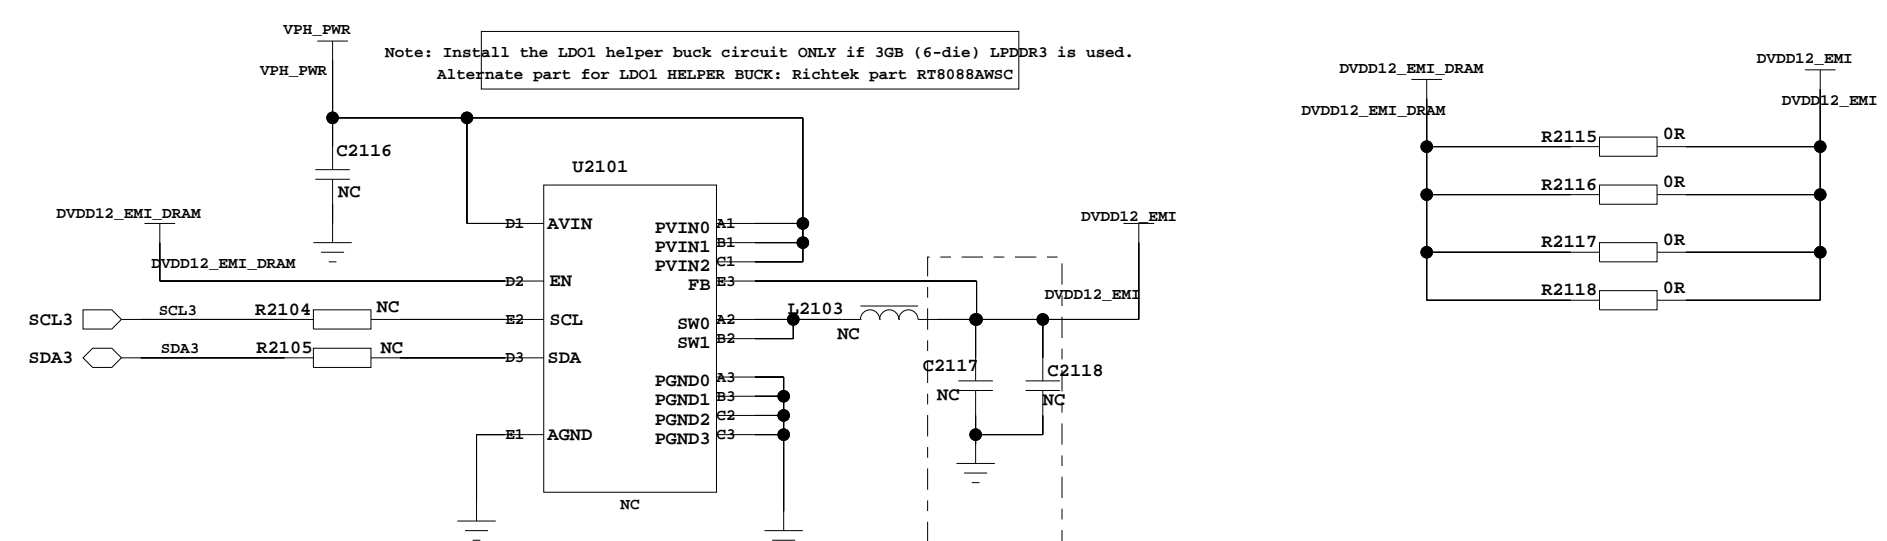 VPH_PWR
VPH_PWR
Note: Install the LDO1 helper buck circuit ONLY if 3GB (6-die) LPDDR3 is used.
Alternate part for LDO1 HELPER BUCK: Richtek part RT8088AWSC
C2116
NC
U2101
DVDD12_EMI_DRAM
DVDD12_EMI_DRAM
D1 AVIN
D2 EN
SCL3 SCL3 R2104 NC E2 SCL
SDA3 SDA3 R2105 NC D3 SDA
E1 AGND
PVIN0 A1
PVIN1 B1
PVIN2 C1
FB E3
SW0 A2
SW1 B2
PGND0 A3
PGND1 B3
PGND2 C2
PGND3 C3
NC
L2103
NC
DVDD12_EMI
DVDD12_EMI
C2117
NC
C2118
NC
DVDD12_EMI_DRAM
DVDD12_EMI_DRAM
DVDD12_EMI
DVDD12_EMI
R2115 0R
R2116 0R
R2117 0R
R2118 0R